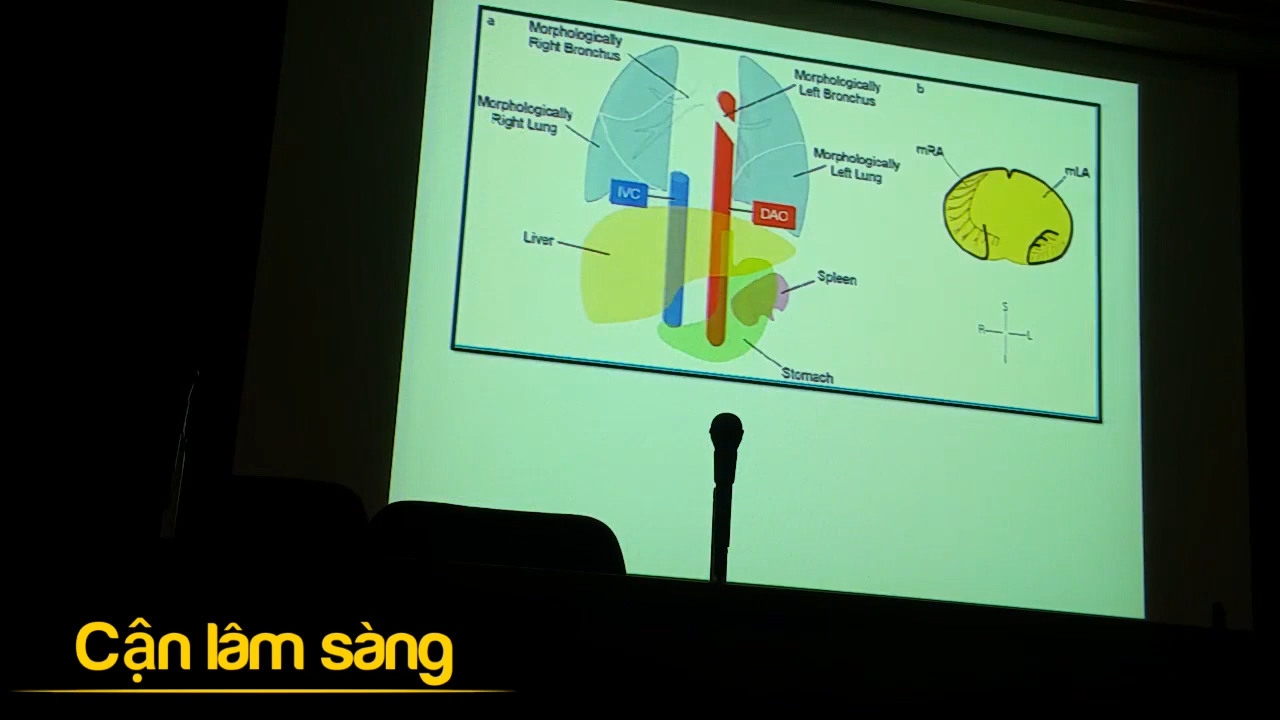 a
Morphologically
Right Bronchus
Morphologically
Left Bronchus
b
Morphologically
Right Lung
mRA
Morphologically
Left Lung
mLA
IVC
DAO
Liver
Spleen
S
R
L
I
Stomach
Cận lâm sàng